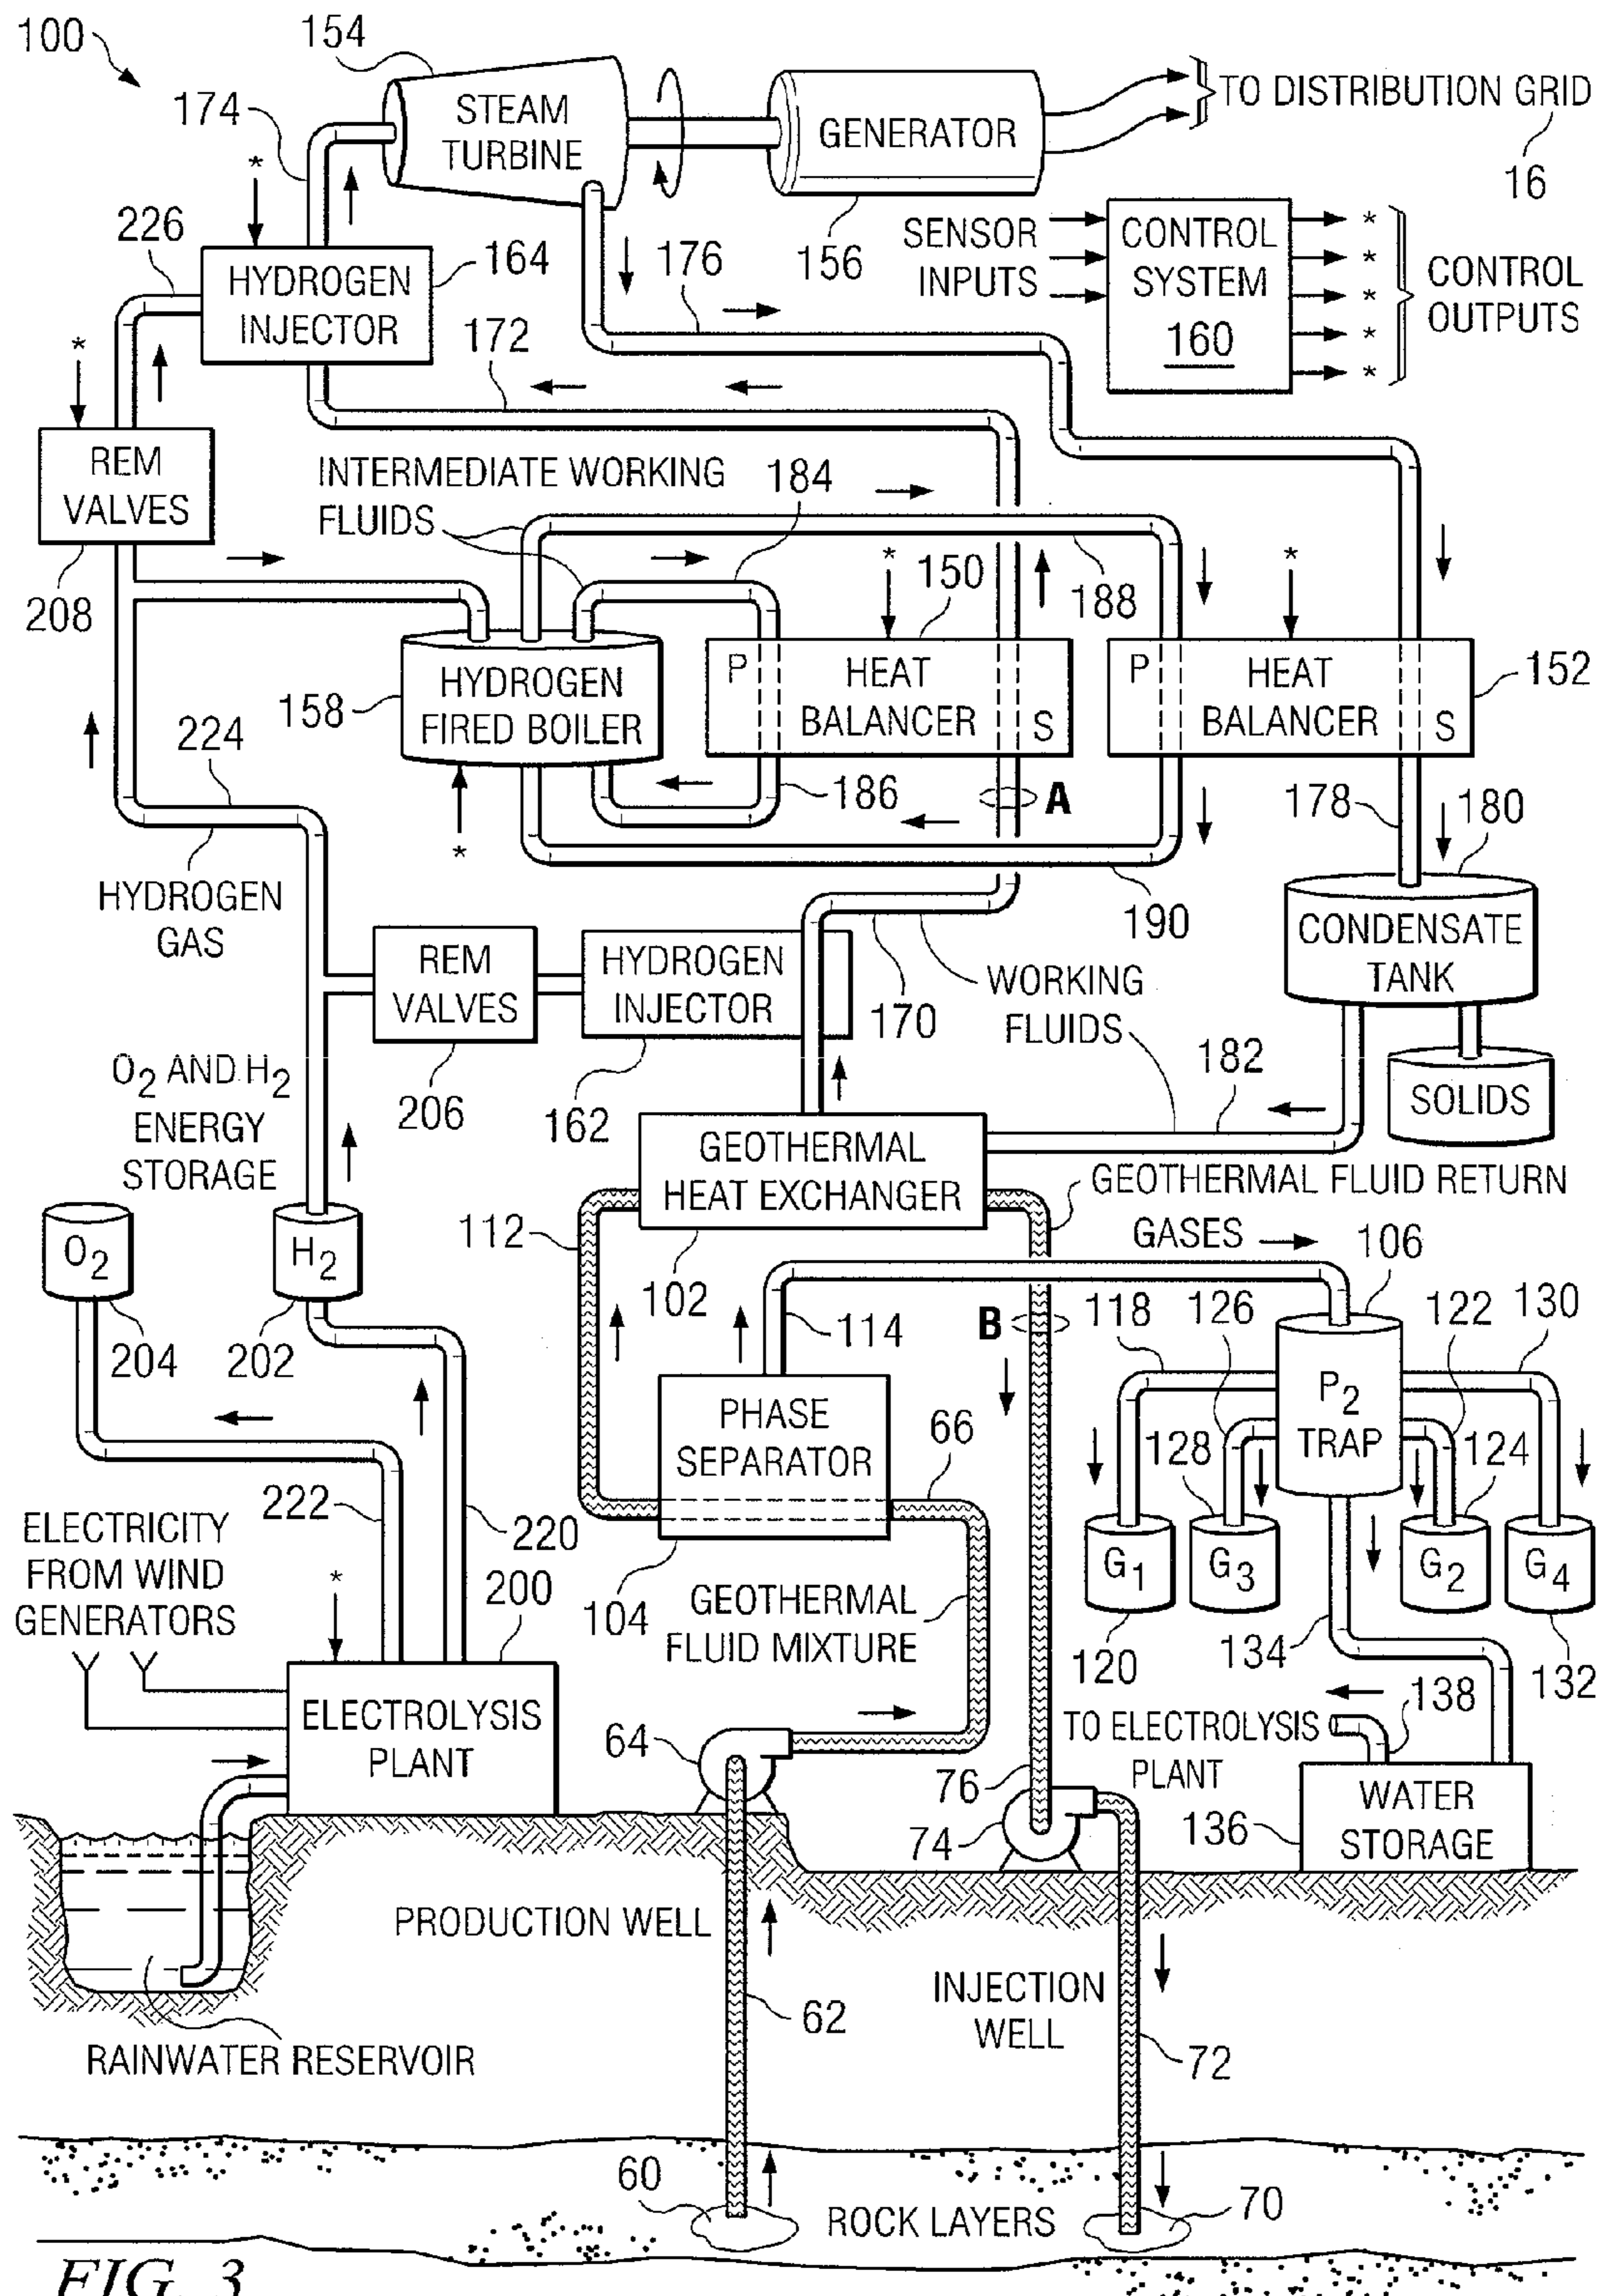 100
154
174
STEAM
TURBINE
GENERATOR
TO DISTRIBUTION GRID
16
*
226
HYDROGEN
INJECTOR
164
176
156
SENSOR
INPUTS
CONTROL
SYSTEM
160
*
*
*
*
*
CONTROL
OUTPUTS
172
*
REM
VALVES
208
INTERMEDIATE WORKING
FLUIDS
184
*
150
188
*
HYDROGEN
FIRED BOILER
158
P
HEAT
BALANCER
S
P
HEAT
BALANCER
S
152
224
186
A
178
180
*
HYDROGEN
GAS
190
CONDENSATE
TANK
REM
VALVES
HYDROGEN
INJECTOR
170
WORKING
FLUIDS
O2 AND H2
ENERGY
STORAGE
206
162
182
SOLIDS
GEOTHERMAL
HEAT EXCHANGER
GEOTHERMAL FLUID RETURN
112
GASES
106
O2
H2
102
204
202
114
B
118
126
122
130
PHASE
SEPARATOR
66
P2
TRAP
128
124
222
220
ELECTRICITY
FROM WIND
GENERATORS
*
200
104
GEOTHERMAL
FLUID MIXTURE
G1
G3
G2
G4
120
134
132
ELECTROLYSIS
PLANT
64
76
TO ELECTROLYSIS
PLANT
138
74
136
WATER
STORAGE
PRODUCTION WELL
62
INJECTION
WELL
72
RAINWATER RESERVOIR
60
ROCK LAYERS
70
FIG. 3